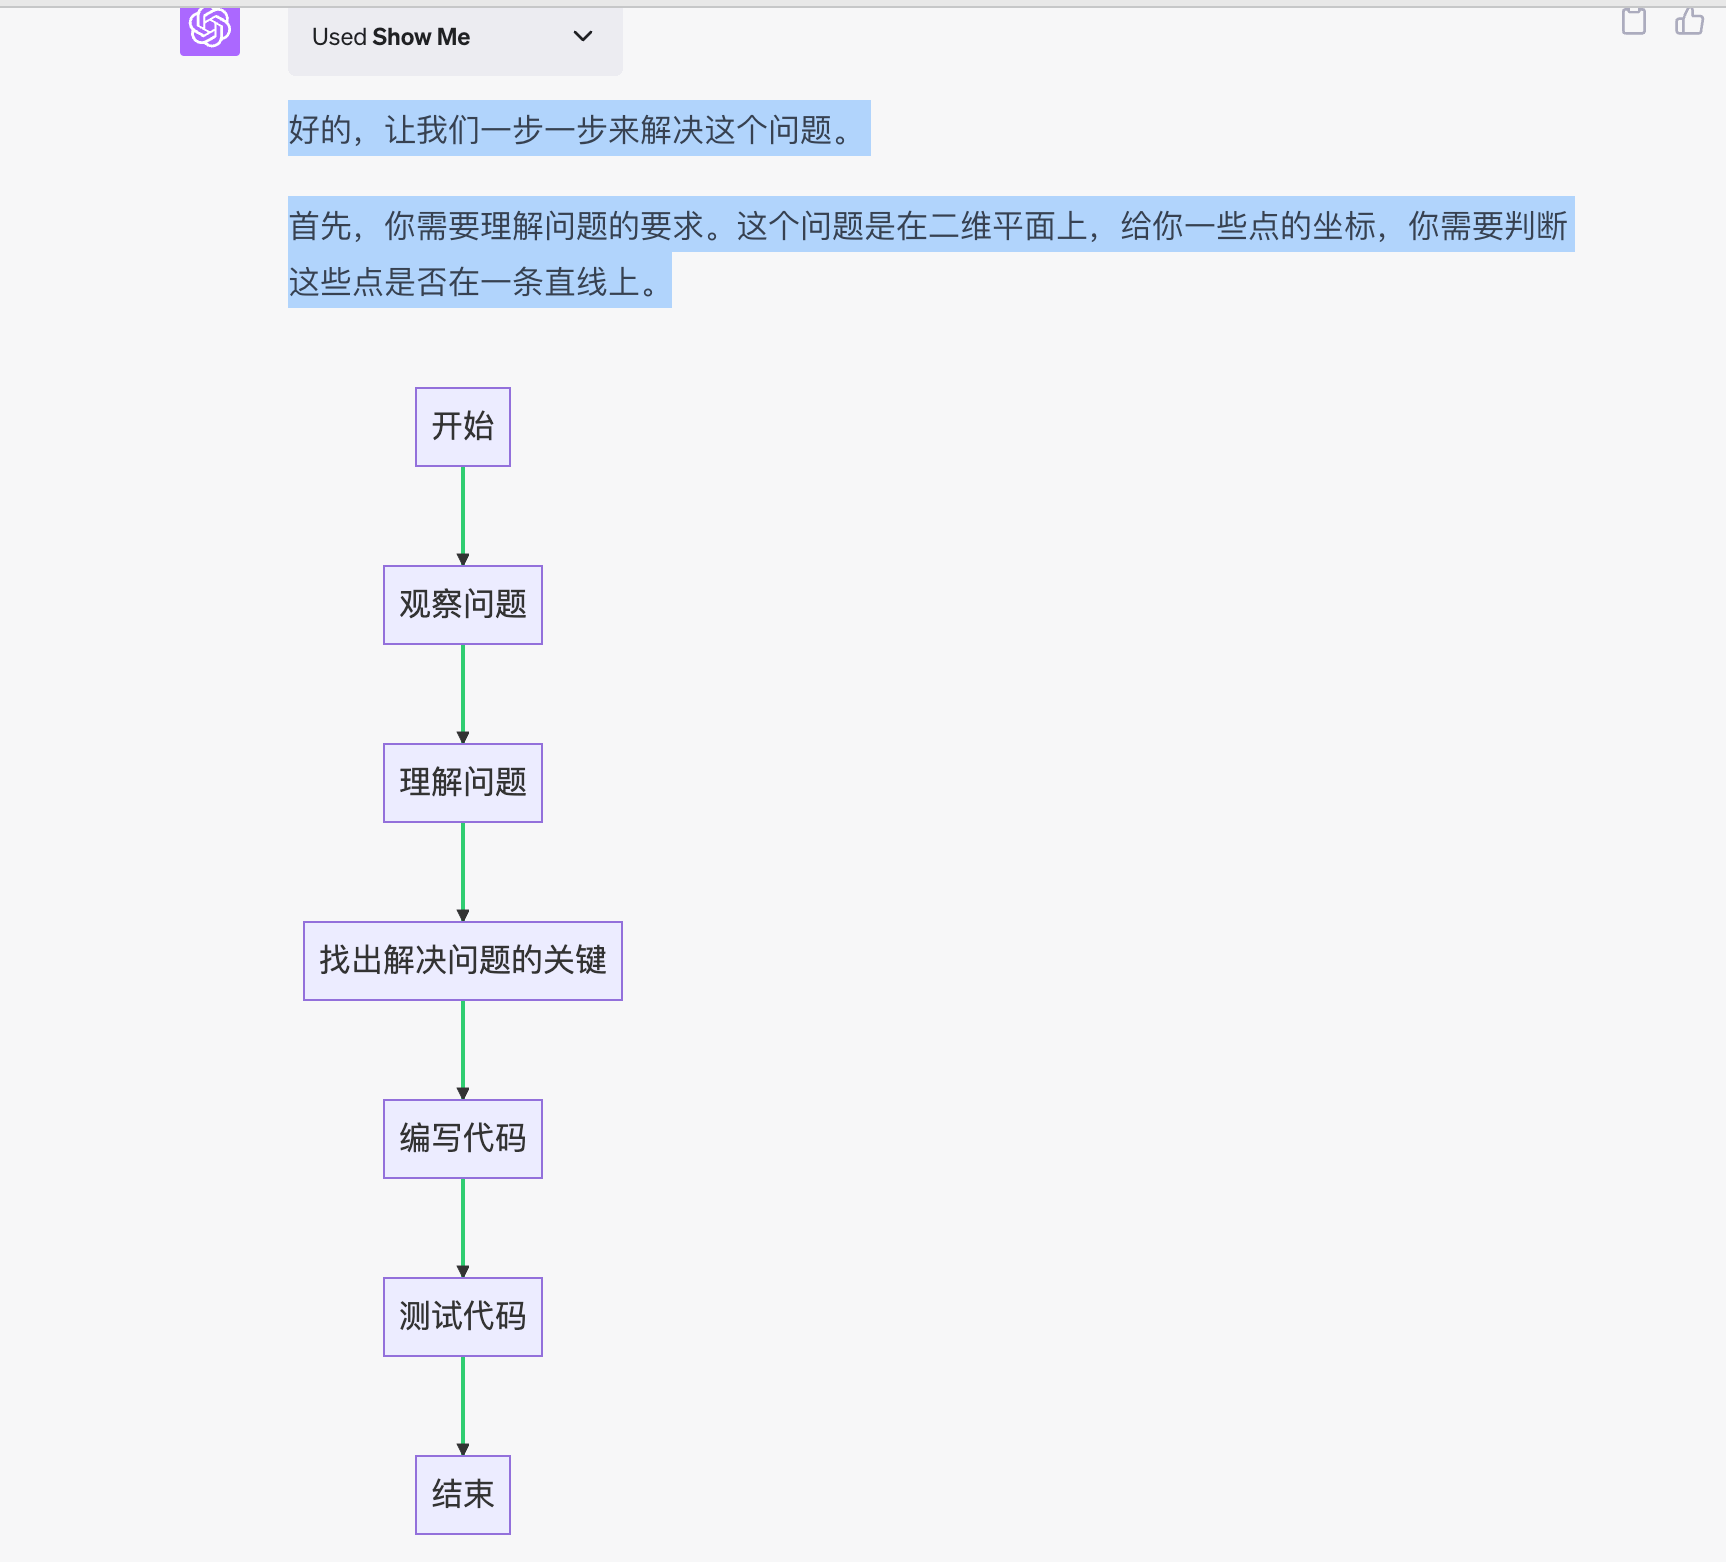 Used Show Me
好的，让我们一步一步来解决这个问题。
首先，你需要理解问题的要求。这个问题是在二维平面上，给你一些点的坐标，你需要判断
这些点是否在一条直线上。
开始
观察问题
理解问题
找出解决问题的关键
编写代码
测试代码
结束